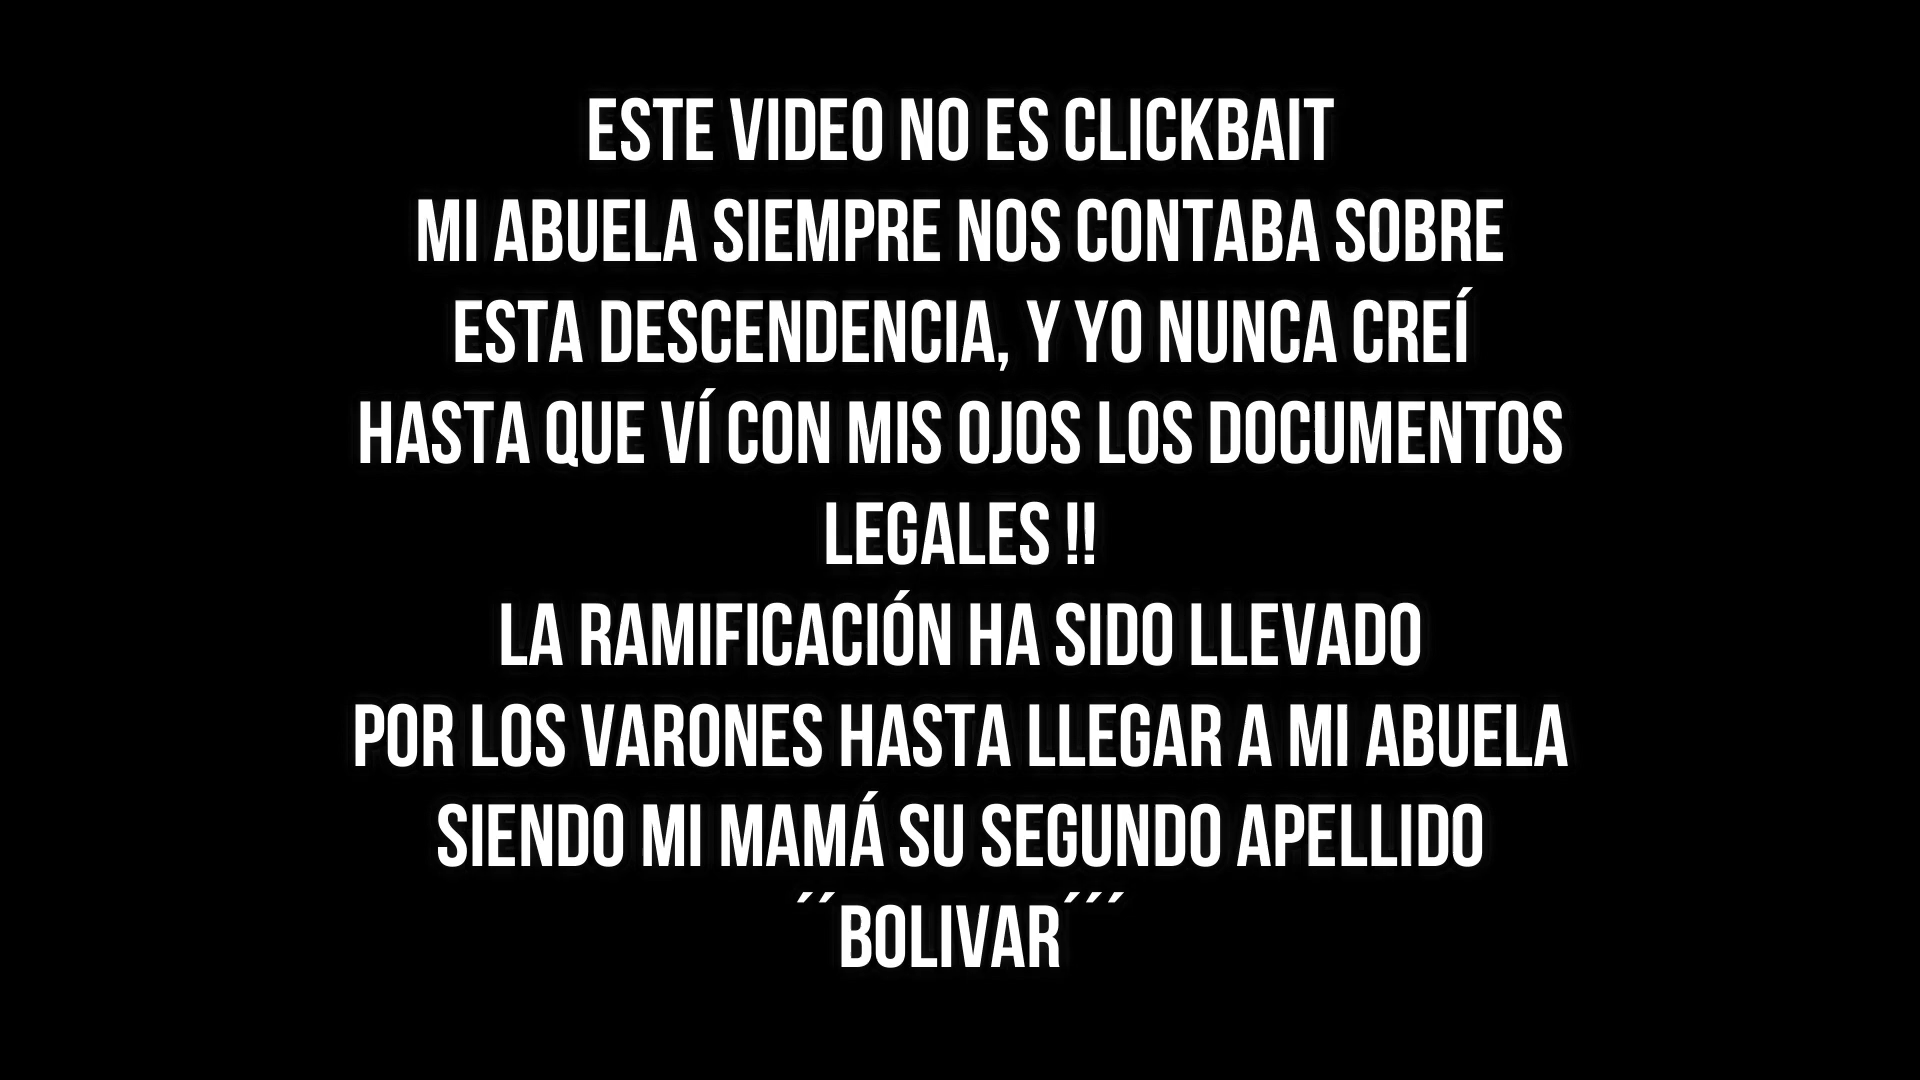 ESTE VIDEO NO ES CLICKBAIT
MI ABUELA SIEMPRE NOS CONTABA SOBRE
ESTA DESCENDENCIA, Y YO NUNCA CREÍ
HASTA QUE VÍ CON MIS OJOS LOS DOCUMENTOS
LEGALES !!
LA RAMIFICACIÓN HA SIDO LLEVADO
POR LOS VARONES HASTA LLEGAR A MI ABUELA
SIENDO MI MAMÁ SU SEGUNDO APELLIDO
´´BOLIVAR´´´